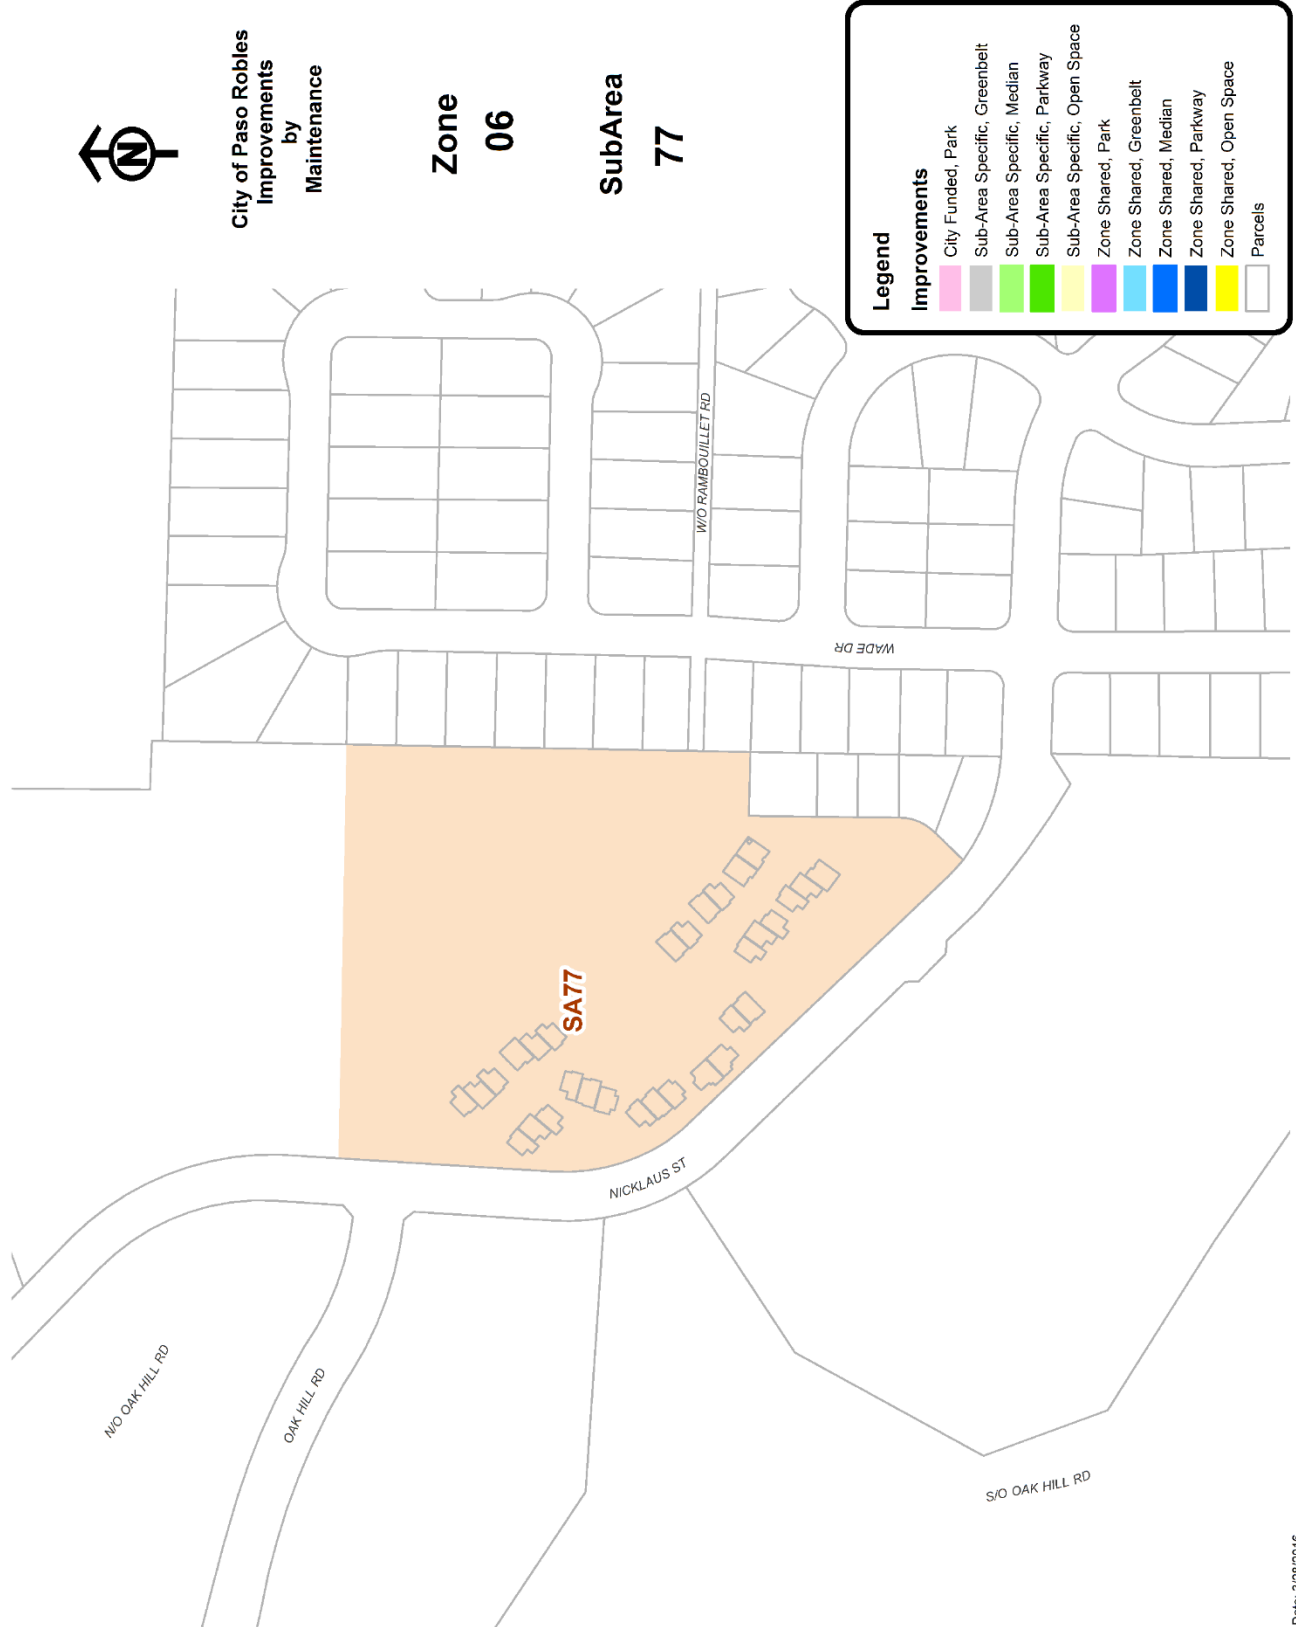 N
City of Paso Robles
Improvements
by
Maintenance
Zone
06
SubArea
77
Legend
Improvements
City Funded, Park
Sub-Area Specific, Greenbelt
Sub-Area Specific, Median
Sub-Area Specific, Parkway
Sub-Area Specific, Open Space
Zone Shared, Park
Zone Shared, Greenbelt
Zone Shared, Median
Zone Shared, Parkway
Zone Shared, Open Space
Parcels
W/O RAMBOUILLET RD
WADE DR
SA77
NICKLAUS ST
N/O OAK HILL RD
OAK HILL RD
S/O OAK HILL RD